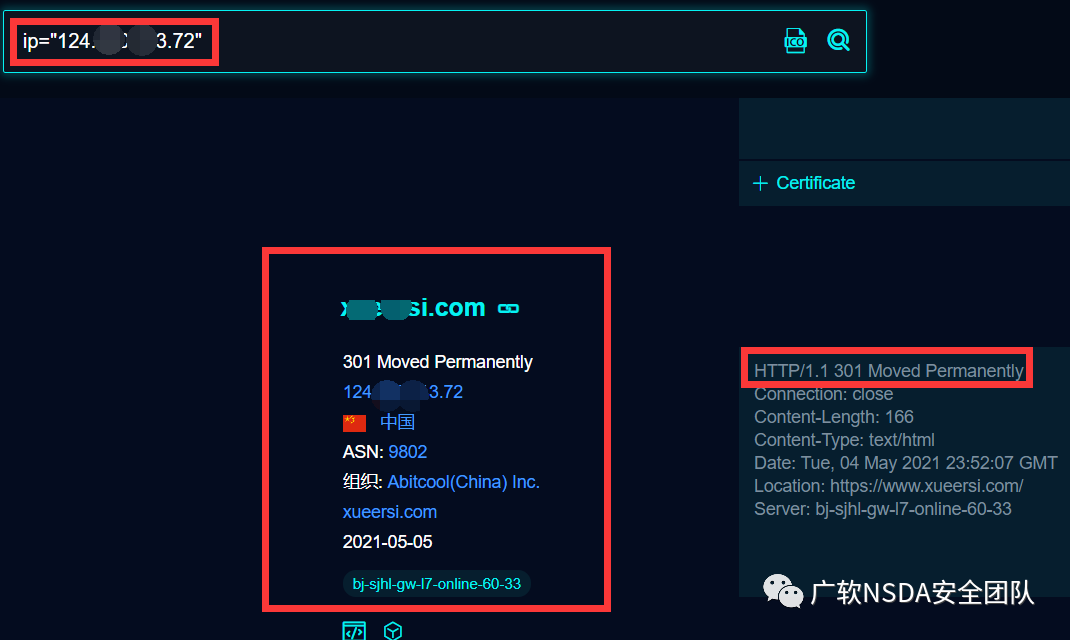 ip="124. 3.72"
ICO
Certificate
si.com
301 Moved Permanently
124 3.72
中国
ASN: 9802
组织: Abitcool(China) Inc.
xueersi.com
2021-05-05
bj-sjhl-gw-l7-online-60-33
HTTP/1.1 301 Moved Permanently
Connection: close
Content-Length: 166
Content-Type: text/html
Date: Tue, 04 May 2021 23:52:07 GMT
Location: https://www.xueersi.com/
Server: bj-sjhl-gw-l7-online-60-33
广软NSDA安全团队